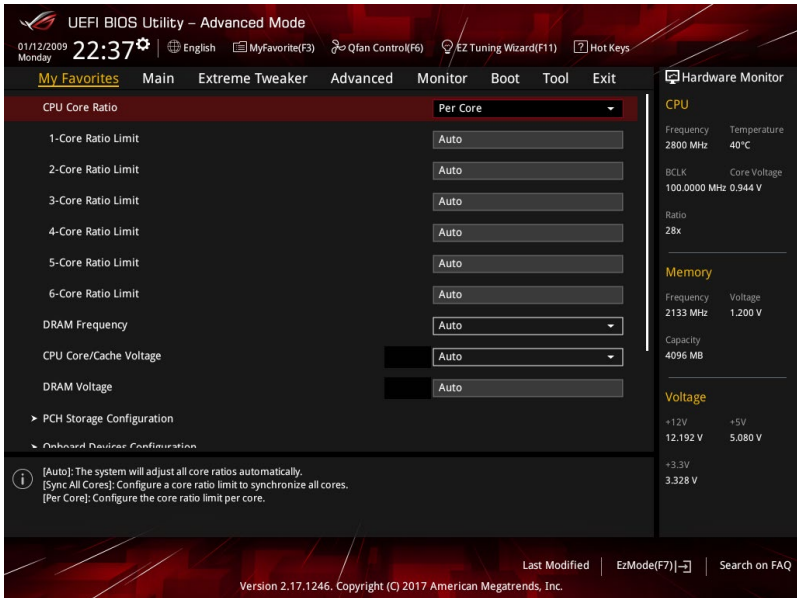 UEFI BIOS Utility – Advanced Mode
01/12/2009
Monday
22:37
English
MyFavorite(F3)
Qfan Control(F6)
EZ Tuning Wizard(F11)
? Hot Keys
My Favorites Main Extreme Tweaker Advanced Monitor Boot Tool Exit
CPU Core Ratio Per Core
1-Core Ratio Limit Auto
2-Core Ratio Limit Auto
3-Core Ratio Limit Auto
4-Core Ratio Limit Auto
5-Core Ratio Limit Auto
6-Core Ratio Limit Auto
DRAM Frequency Auto
CPU Core/Cache Voltage Auto
DRAM Voltage Auto
> PCH Storage Configuration
> Onboard Devices Configuration
i
[Auto]: The system will adjust all core ratios automatically.
[Sync All Cores]: Configure a core ratio limit to synchronize all cores.
[Per Core]: Configure the core ratio limit per core.
Hardware Monitor
CPU
Frequency Temperature
2800 MHz 40°C
BCLK Core Voltage
100.0000 MHz 0.944 V
Ratio
28x
Memory
Frequency Voltage
2133 MHz 1.200 V
Capacity
4096 MB
Voltage
+12V +5V
12.192 V 5.080 V
+3.3V
3.328 V
Last Modified
EzMode(F7)
Search on FAQ
Version 2.17.1246. Copyright (C) 2017 American Megatrends, Inc.